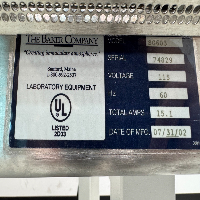 THE BAKER COMPANY
Sanford, Maine
LABORATORY EQUIPMENT
UL
LISTED
SERIAL 74829
VOLTAGE 115
HZ 60
TOTAL AMPS 15.1
DATE OF MFG. 07/31/02